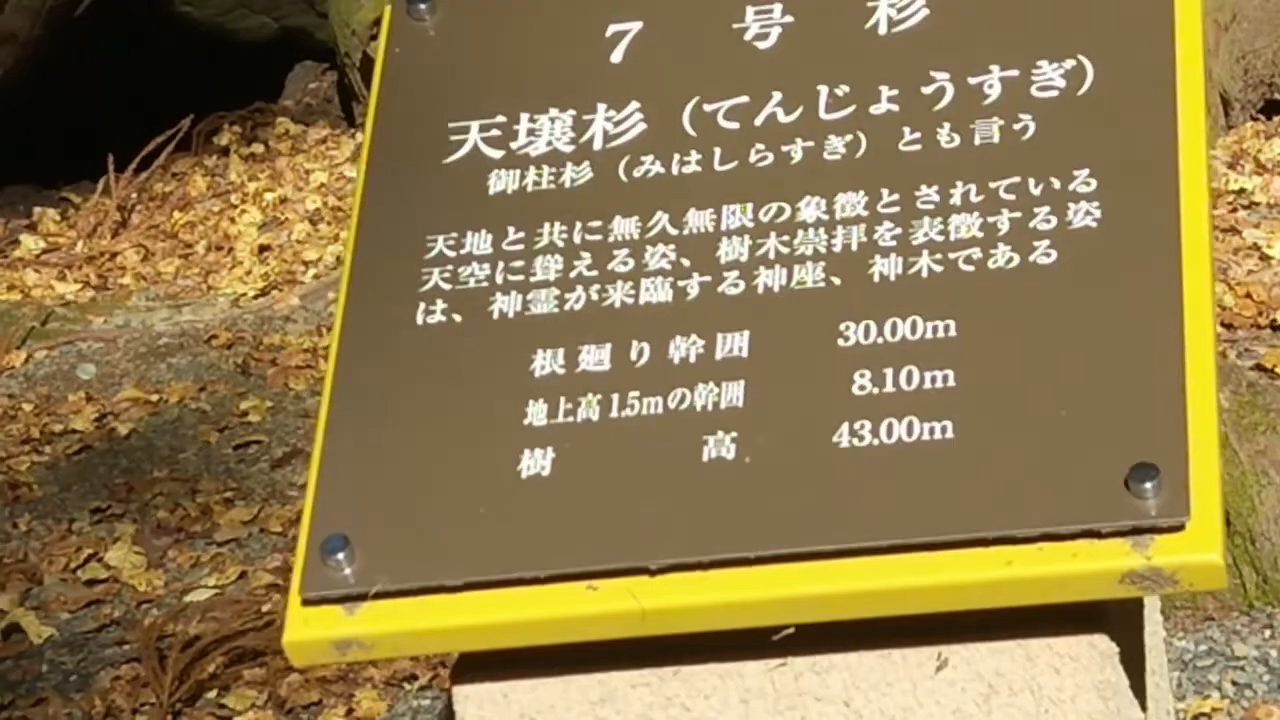 7 号 杉
天壌杉（てんじょうすぎ）
御柱杉（みはしらすぎ）とも言う
天地と共に無久無限の象徴とされている
天空に聳える姿、樹木崇拝を表徴する姿
は、神霊が来臨する神座、神木である
根廻り幹囲 30.00m
地上高1.5mの幹囲 8.10m
樹 高 43.00m